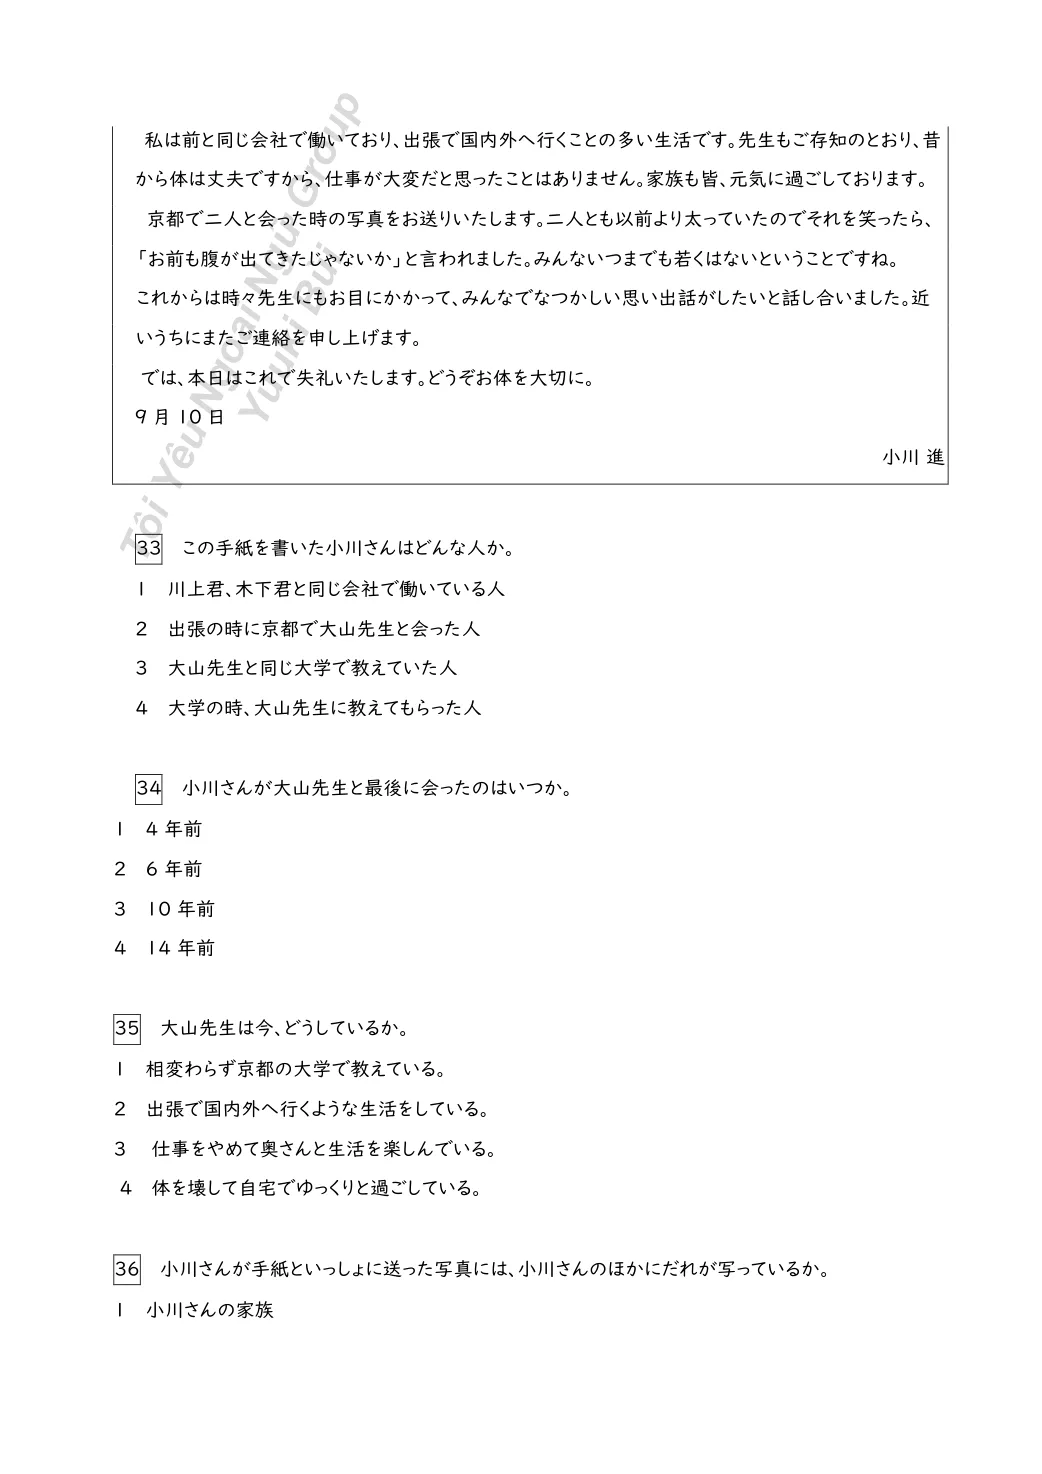 私は前と同じ会社で働いており、出張で国内外へ行くことの多い生活です。先生もご存知のとおり、昔
から体は丈夫ですから、仕事が大変だと思ったことはありません。家族も皆、元気に過ごしております。
京都で二人と会った時の写真をお送りいたします。二人とも以前より太っていたのでそれを笑ったら、
「お前も腹が出てきたじゃないか」と言われました。みんないつまでも若くはないということですね。
これからは時々先生にもお目にかかって、みんなでなつかしい思い出話がしたいと話し合いました。近
いうちにまたご連絡を申し上げます。
では、本日はこれで失礼いたします。どうぞお体を大切に。
9 月 10 日
小川 進
Tôi Yêu Ngoại Ngữ Group
Yuuki Bui
33 この手紙を書いた小川さんはどんな人か。
1 川上君、木下君と同じ会社で働いている人
2 出張の時に京都で大山先生と会った人
3 大山先生と同じ大学で教えていた人
4 大学の時、大山先生に教えてもらった人
34 小川さんが大山先生と最後に会ったのはいつか。
1 4 年前
2 6 年前
3 10 年前
4 14 年前
35 大山先生は今、どうしているか。
1 相変わらず京都の大学で教えている。
2 出張で国内外へ行くような生活をしている。
3 仕事をやめて奥さんと生活を楽しんでいる。
4 体を壊して自宅でゆっくりと過ごしている。
36 小川さんが手紙といっしょに送った写真には、小川さんのほかにだれが写っているか。
1 小川さんの家族